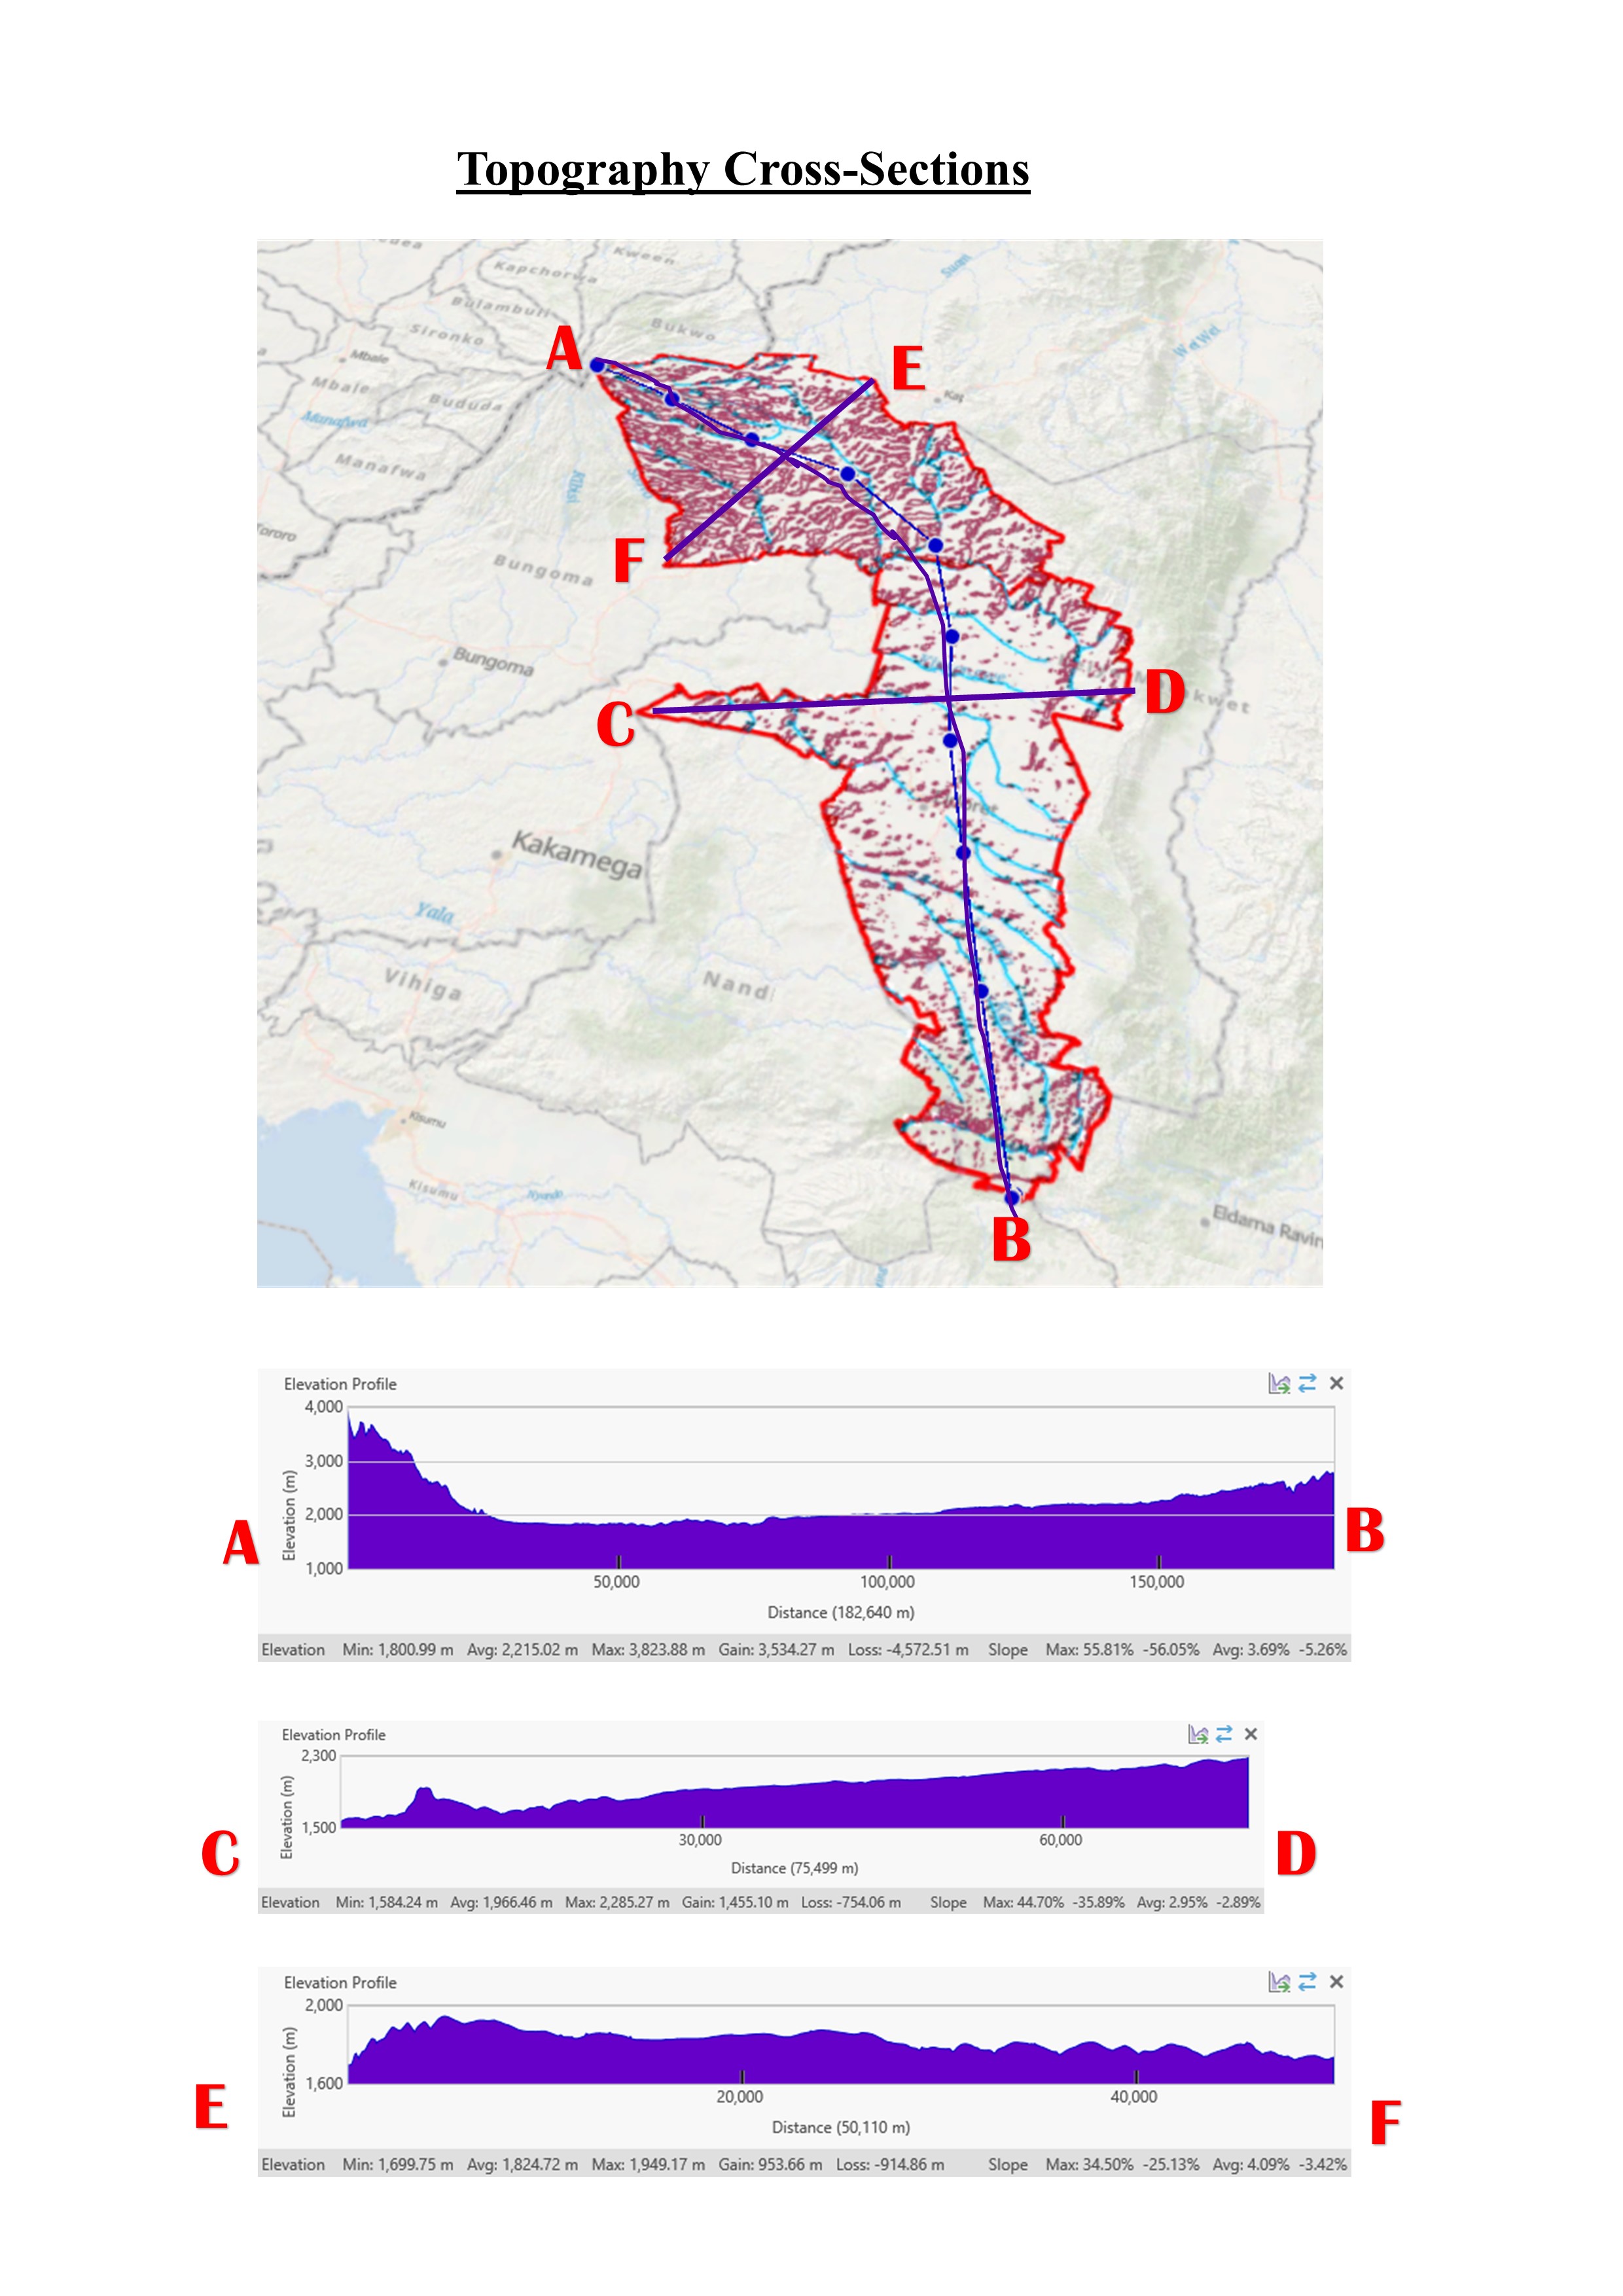 Topography Cross-Sections
Kween
Kapchorwa
Bulambuli
Sironko
Bukwo
Suam
WeiWei
Mbale
Mbale
Bududa
Manafwa
Manafwa
A
E
Kap
F
Bungoma
Bungoma
C
D
Kakamega
Yala
Vihiga
Nandi
Kisumu
Kisumu
Nyando
Eldama Ravin
B
Elevation Profile
4,000
3,000
2,000
1,000
Elevation (m)
50,000 100,000 150,000
Distance (182,640 m)
A
B
Elevation Min: 1,800.99 m Avg: 2,215.02 m Max: 3,823.88 m Gain: 3,534.27 m Loss: -4,572.51 m Slope Max: 55.81% -56.05% Avg: 3.69% -5.26%
Elevation Profile
2,300
1,500
Elevation (m)
30,000 60,000
Distance (75,499 m)
C
D
Elevation Min: 1,584.24 m Avg: 1,966.46 m Max: 2,285.27 m Gain: 1,455.10 m Loss: -754.06 m Slope Max: 44.70% -35.89% Avg: 2.95% -2.89%
Elevation Profile
2,000
1,600
Elevation (m)
20,000 40,000
Distance (50,110 m)
E
F
Elevation Min: 1,699.75 m Avg: 1,824.72 m Max: 1,949.17 m Gain: 953.66 m Loss: -914.86 m Slope Max: 34.50% -25.13% Avg: 4.09% -3.42%